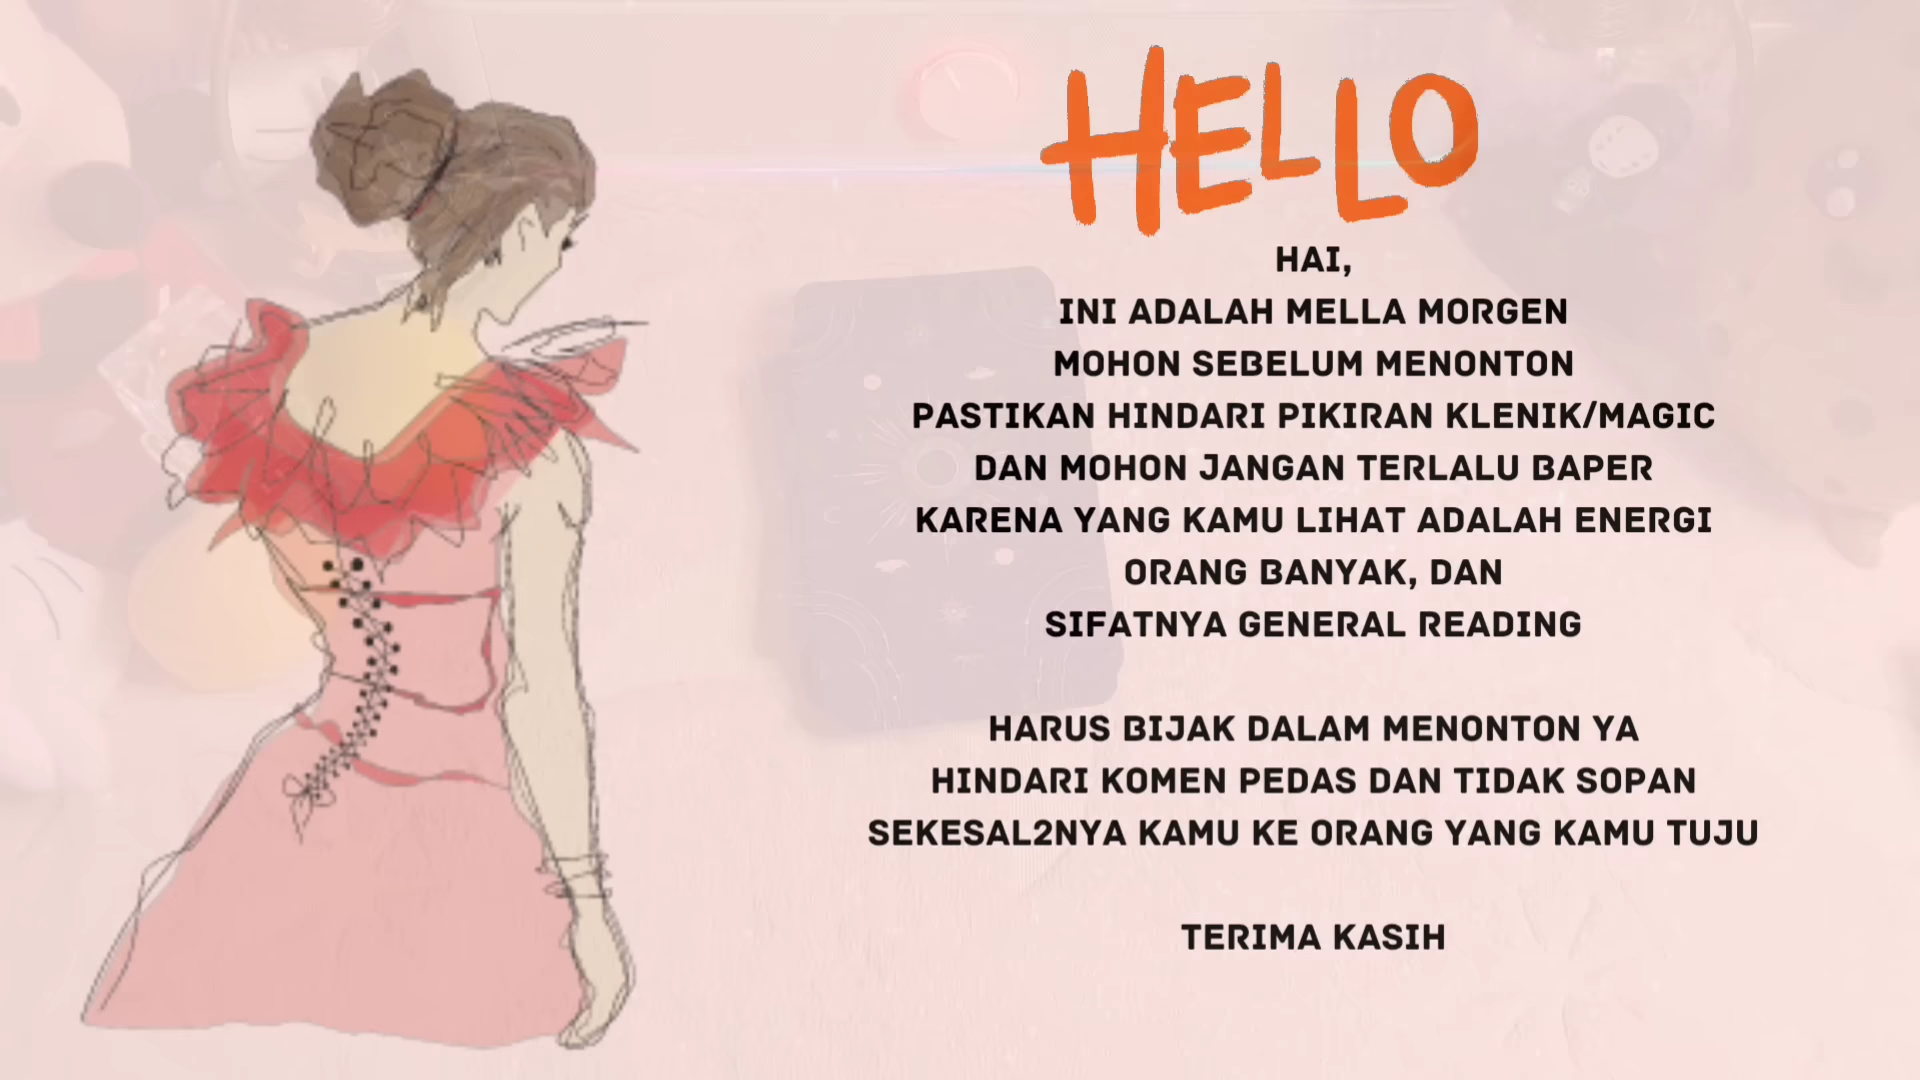 HELLO
HAI,
INI ADALAH MELLA MORGEN
MOHON SEBELUM MENONTON
PASTIKAN HINDARI PIKIRAN KLENIK/MAGIC
DAN MOHON JANGAN TERLALU BAPER
KARENA YANG KAMU LIHAT ADALAH ENERGI
ORANG BANYAK, DAN
SIFATNYA GENERAL READING
HARUS BIJAK DALAM MENONTON YA
HINDARI KOMEN PEDAS DAN TIDAK SOPAN
SEKESAL2NYA KAMU KE ORANG YANG KAMU TUJU
TERIMA KASIH